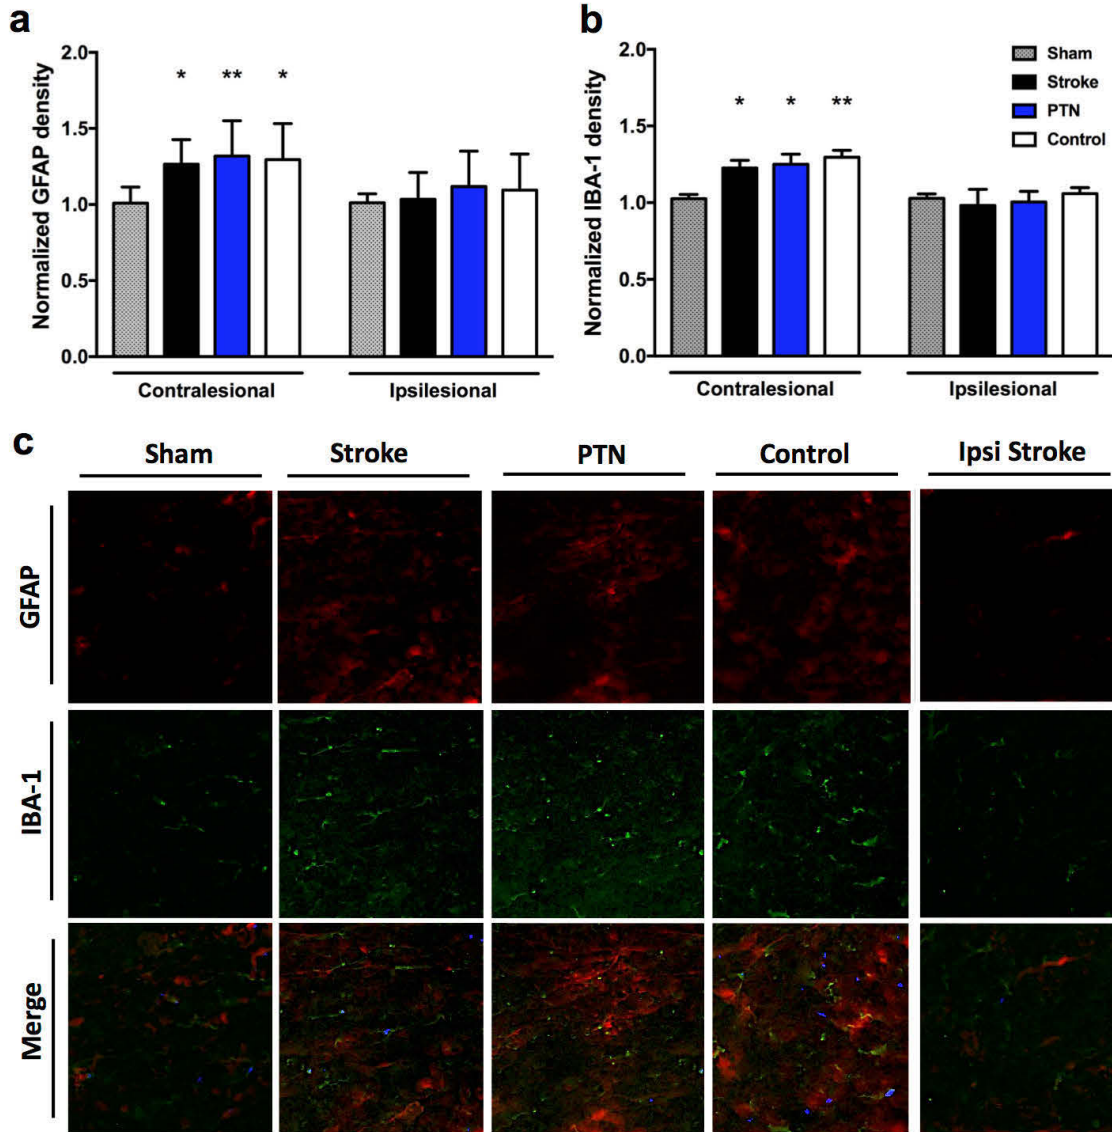 a
Normalized GFAP density
2.0
1.5
1.0
0.5
0.0
* ** *
Contralesional Ipsilesional
b
Normalized IBA-1 density
2.0
1.5
1.0
0.5
0.0
* * **
Contralesional Ipsilesional
Sham
Stroke
PTN
Control
c
Sham Stroke PTN Control Ipsi Stroke
GFAP
IBA-1
Merge